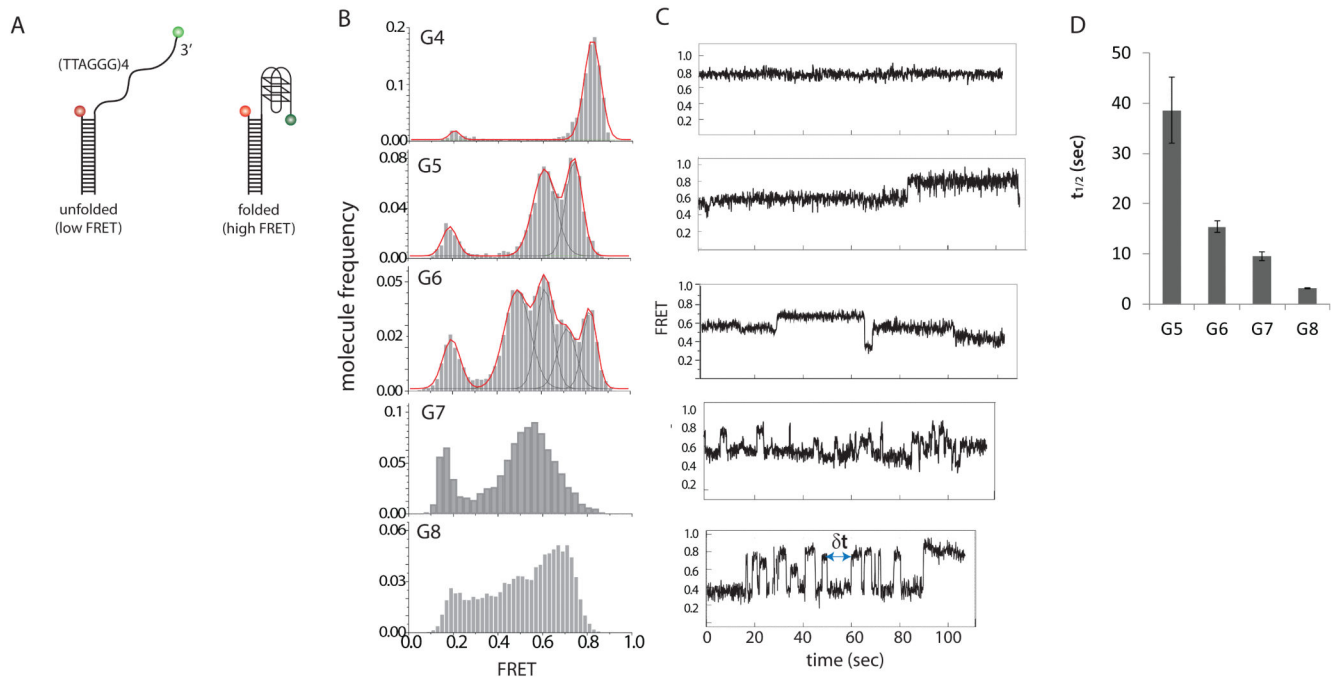 A
(TTAGGG)4
3′
unfolded
(low FRET)
folded
(high FRET)
B
molecule frequency
G4
0.2
0.1
0.00
G5
0.08
0.04
0.00
G6
0.05
0.02
0.00
G7
0.1
0.05
0.00
G8
0.06
0.03
0.00
0.0 0.2 0.4 0.6 0.8 1.0
FRET
C
FRET
1.0
0.8
0.6
0.4
0.2
1.0
0.8
0.6
0.4
0.2
1.0
0.8
0.6
0.4
0.2
1.0
0.8
0.6
0.4
0.2
1.0
0.8
0.6
0.4
0.2
δt
0 20 40 60 80 100
time (sec)
D
t1/2 (sec)
50
40
30
20
10
0
G5 G6 G7 G8